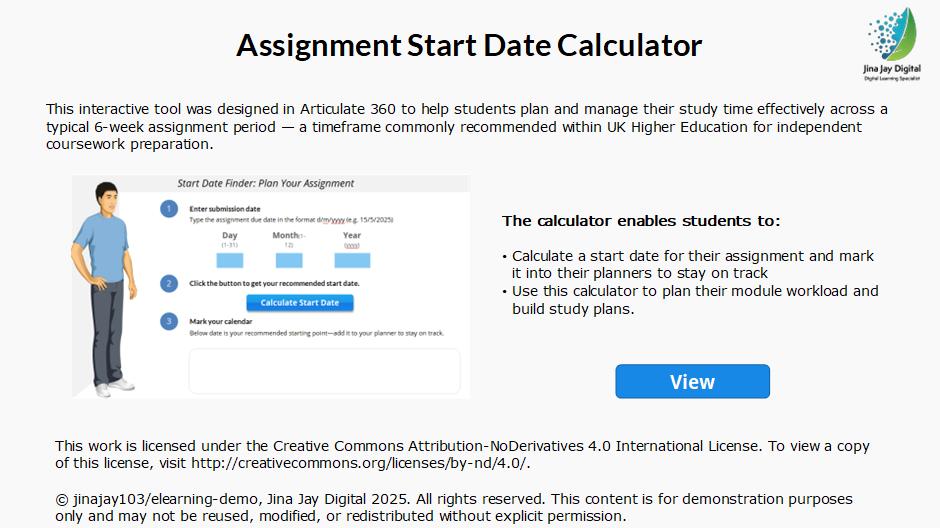 Assignment Start Date Calculator
Jina Jay Digital
Digital Learning Specialist
This interactive tool was designed in Articulate 360 to help students plan and manage their study time effectively across a
typical 6-week assignment period — a timeframe commonly recommended within UK Higher Education for independent
coursework preparation.
Start Date Finder: Plan Your Assignment
1
Enter submission date
Type the assignment due date in the format d/m/yyyy (e.g. 15/5/2025)
Day Month(1- Year
(1-31) 12) (yyyy)
2
Click the button to get your recommended start date.
Calculate Start Date
3
Mark your calendar
Below date is your recommended starting point—add it to your planner to stay on track.
The calculator enables students to:
• Calculate a start date for their assignment and mark
it into their planners to stay on track
• Use this calculator to plan their module workload and
build study plans.
View
This work is licensed under the Creative Commons Attribution-NoDerivatives 4.0 International License. To view a copy
of this license, visit http://creativecommons.org/licenses/by-nd/4.0/.
© jinajay103/elearning-demo, Jina Jay Digital 2025. All rights reserved. This content is for demonstration purposes
only and may not be reused, modified, or redistributed without explicit permission.